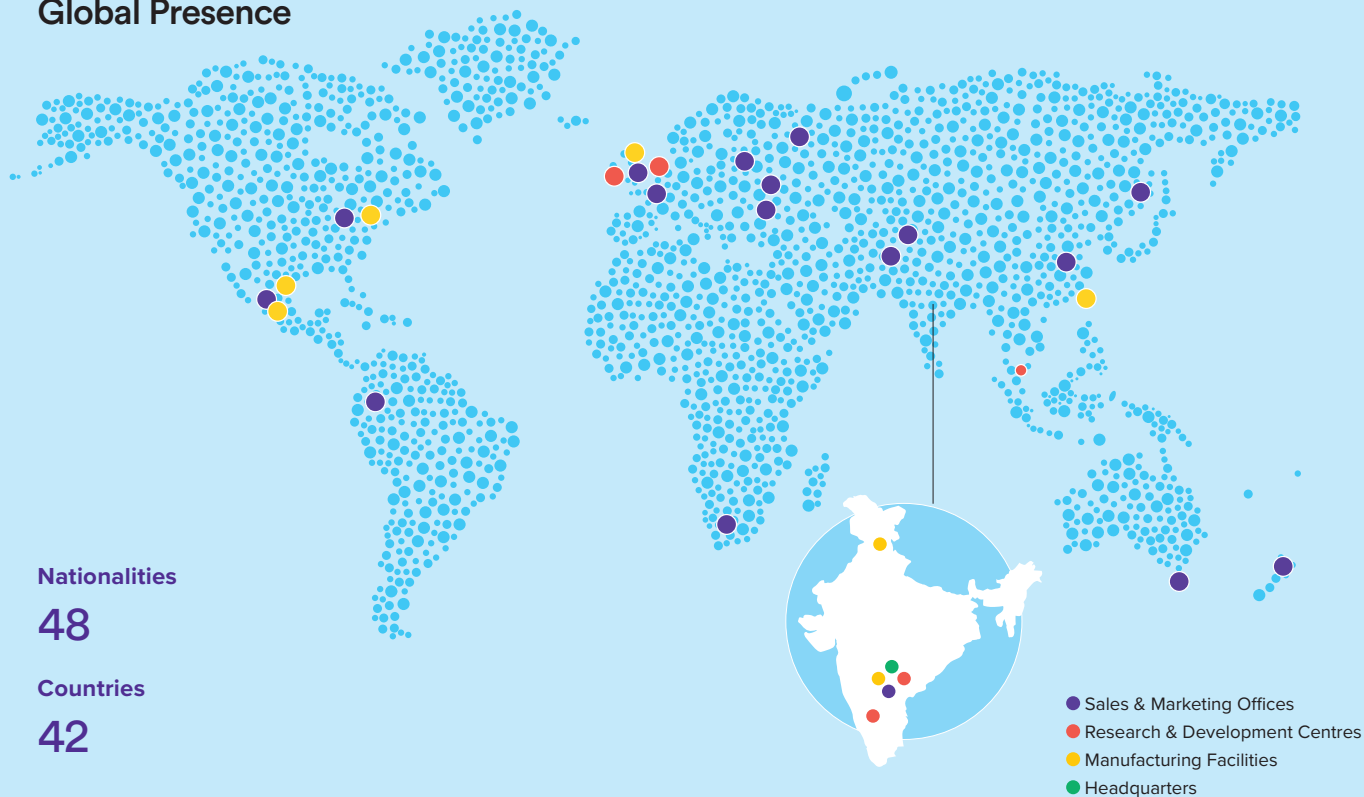 Global Presence
Nationalities
48
Countries
42
Sales & Marketing Offices
Research & Development Centres
Manufacturing Facilities
Headquarters